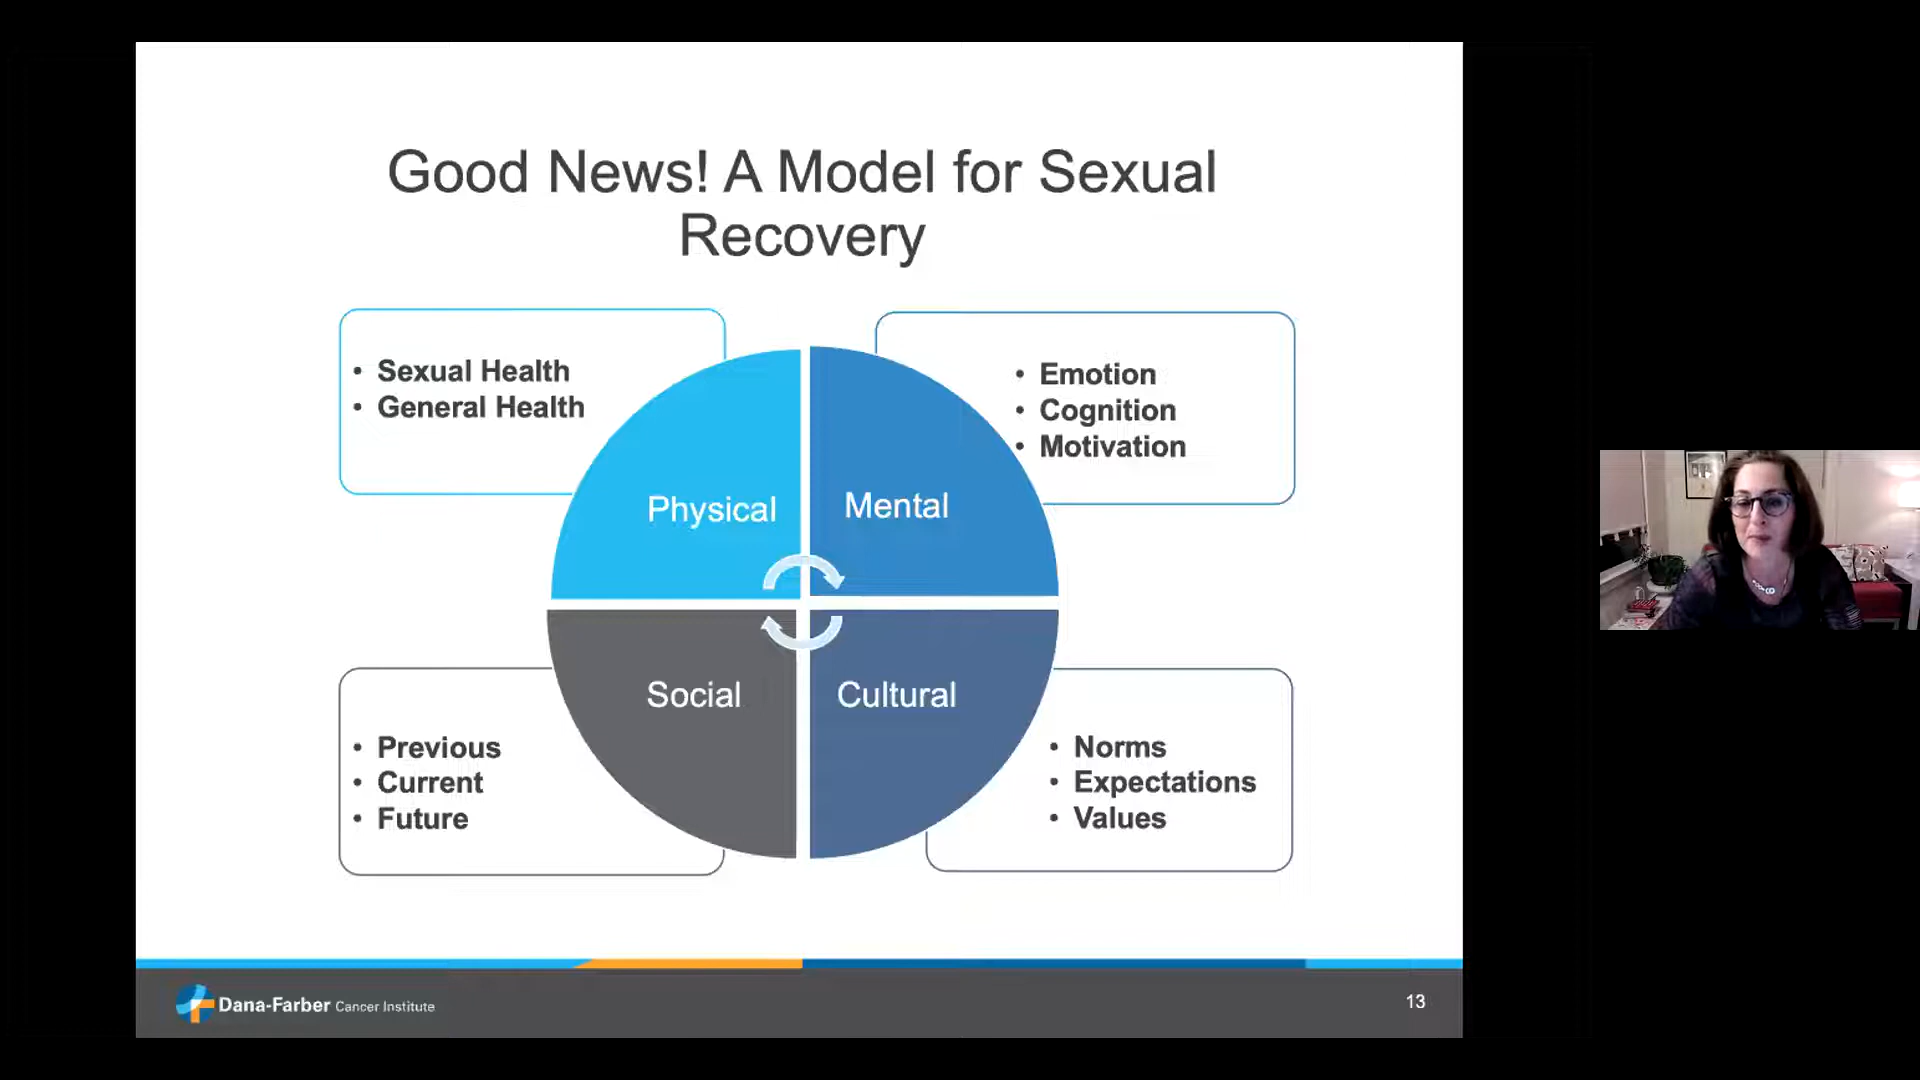 Good News! A Model for Sexual
Recovery
• Sexual Health
• General Health
• Emotion
• Cognition
• Motivation
Physical
Mental
Social
Cultural
• Previous
• Current
• Future
• Norms
• Expectations
• Values
Dana-Farber Cancer Institute
13